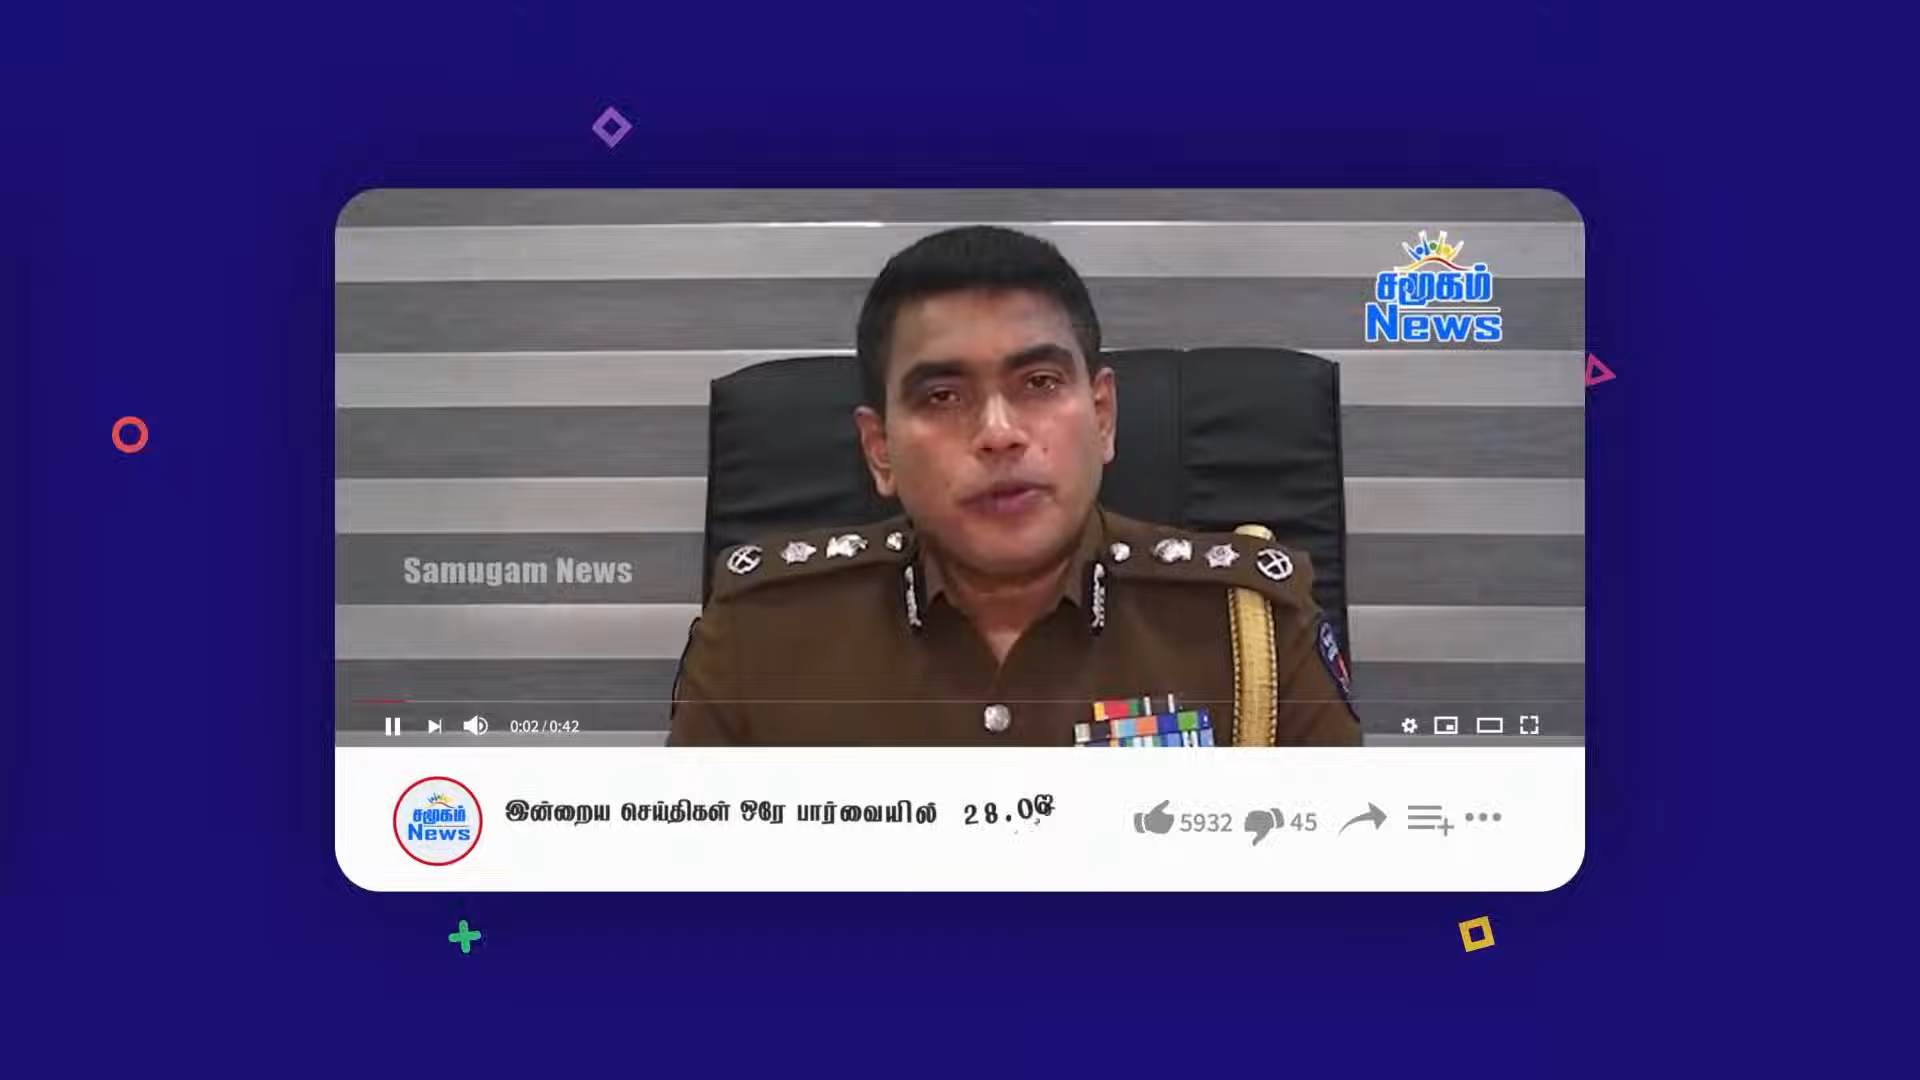 சமூகம்
News
Samugam News
0:02 / 0:42
சமூகம்
News
இன்றைய செய்திகள் ஒரே பார்வையில் 28.06
5932
45